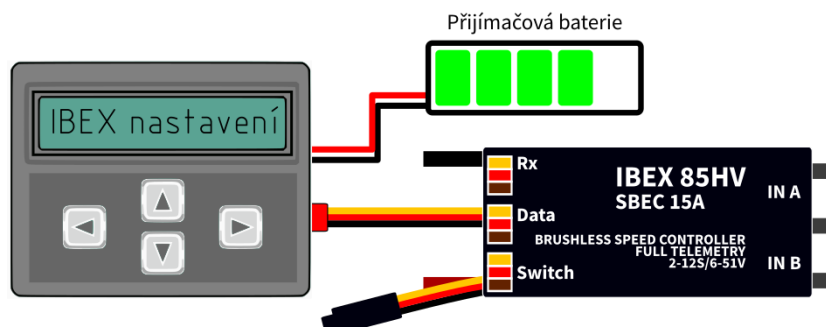 Přijímačová baterie
IBEX nastavení
Rx
IBEX 85HV
SBEC 15A
IN A
Data
BRUSHLESS SPEED CONTROLLER
FULL TELEMETRY
2-12S/6-51V
IN B
Switch